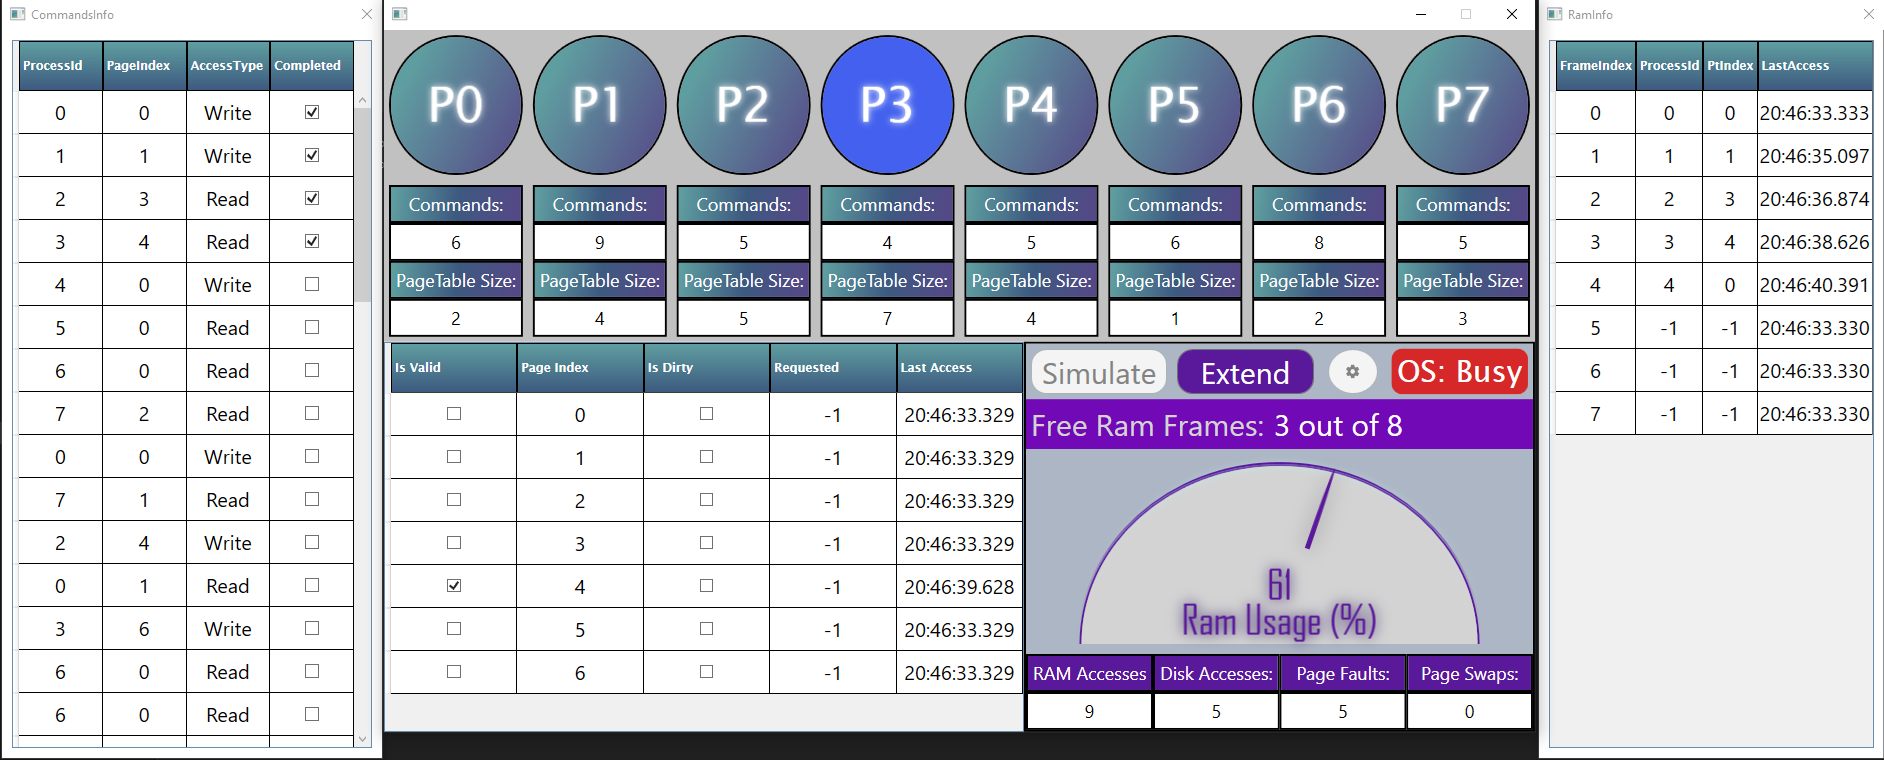 CommandsInfo
ProcessId PageIndex AccessType Completed
0 0 Write
1 1 Write
2 3 Read
3 4 Read
4 0 Write
5 0 Read
6 0 Read
7 2 Read
0 0 Write
7 1 Read
2 4 Write
0 1 Read
3 6 Write
6 0 Read
6 0 Read
P0 P1 P2 P3 P4 P5 P6 P7
Commands: Commands: Commands: Commands: Commands: Commands: Commands: Commands:
6 9 5 4 5 6 8 5
PageTable Size: PageTable Size: PageTable Size: PageTable Size: PageTable Size: PageTable Size: PageTable Size: PageTable Size:
2 4 5 7 4 1 2 3
Is Valid Page Index Is Dirty Requested Last Access
0 -1 20:46:33.329
1 -1 20:46:33.329
2 -1 20:46:33.329
3 -1 20:46:33.329
4 -1 20:46:39.628
5 -1 20:46:33.329
6 -1 20:46:33.329
Simulate Extend OS: Busy
Free Ram Frames: 3 out of 8
61
Ram Usage (%)
RAM Accesses Disk Accesses: Page Faults: Page Swaps:
9 5 5 0
RamInfo
FrameIndex ProcessId PtIndex LastAccess
0 0 0 20:46:33.333
1 1 1 20:46:35.097
2 2 3 20:46:36.874
3 3 4 20:46:38.626
4 4 0 20:46:40.391
5 -1 -1 20:46:33.330
6 -1 -1 20:46:33.330
7 -1 -1 20:46:33.330